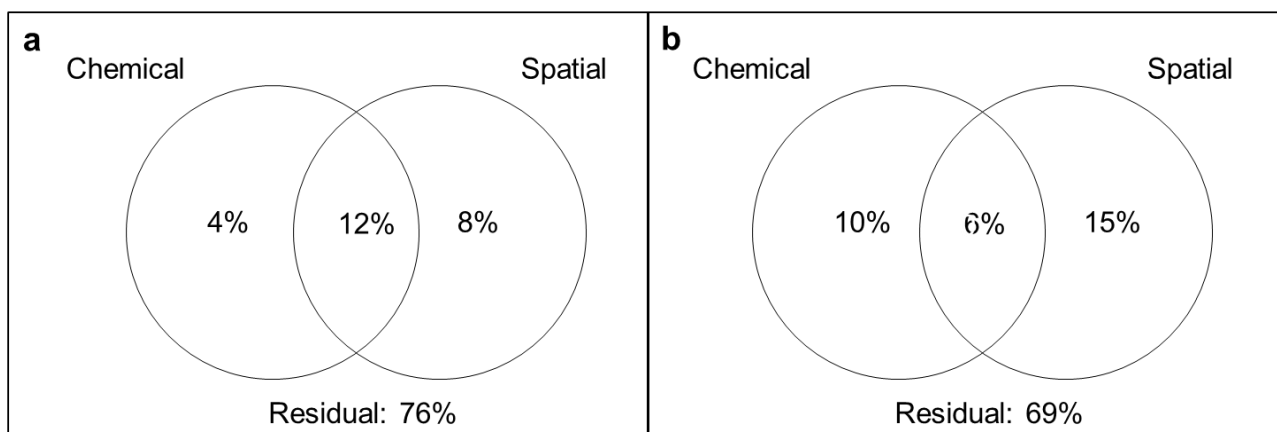 a
Chemical
Spatial
4%
12%
8%
Residual: 76%
b
Chemical
Spatial
10%
6%
15%
Residual: 69%